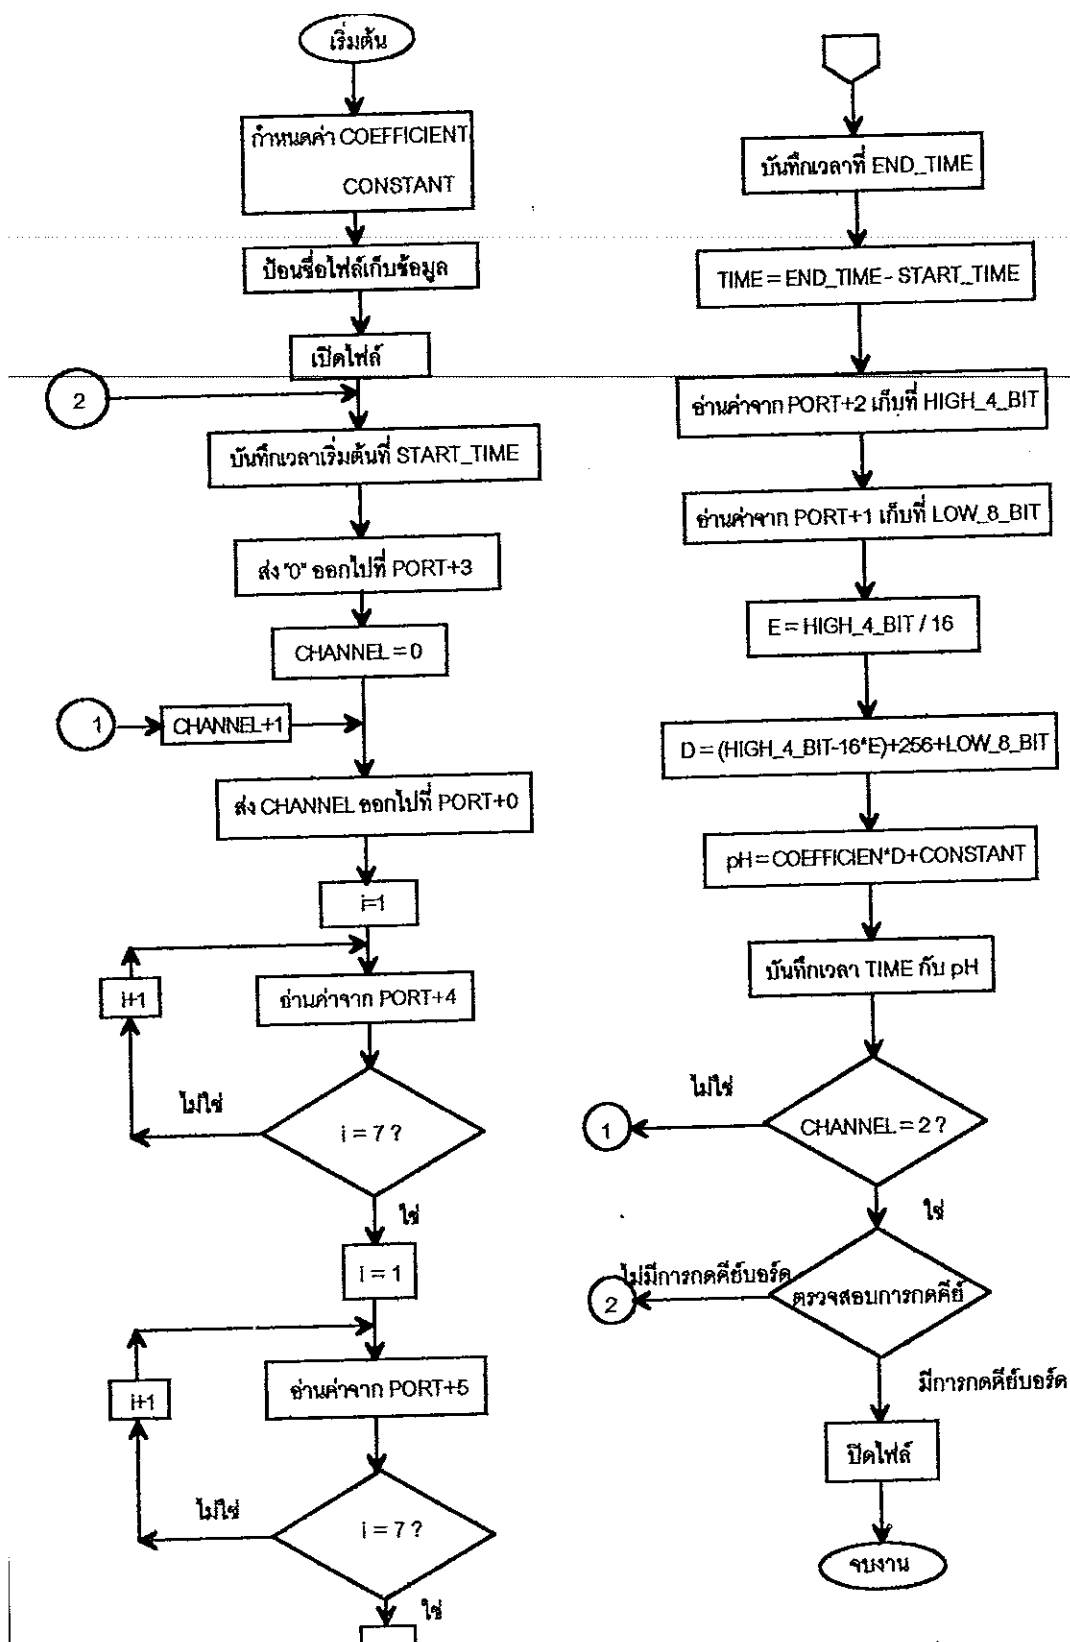 เริ่มต้น
กำหนดค่า COEFFICIENT
CONSTANT
ป้อนชื่อไฟล์เก็บข้อมูล
เปิดไฟล์
2
บันทึกเวลาเริ่มต้นที่ START_TIME
ส่ง "0" ออกไปที่ PORT+3
CHANNEL = 0
1
CHANNEL+1
ส่ง CHANNEL ออกไปที่ PORT+0
i=1
i+1
อ่านค่าจาก PORT+4
ไม่ใช่
i = 7 ?
ใช่
i = 1
i+1
อ่านค่าจาก PORT+5
ไม่ใช่
i = 7 ?
ใช่
บันทึกเวลาที่ END_TIME
TIME = END_TIME - START_TIME
อ่านค่าจาก PORT+2 เก็บที่ HIGH_4_BIT
อ่านค่าจาก PORT+1 เก็บที่ LOW_8_BIT
E = HIGH_4_BIT / 16
D = (HIGH_4_BIT-16*E)+256+LOW_8_BIT
pH = COEFFICIEN*D+CONSTANT
บันทึกเวลา TIME กับ pH
ไม่ใช่
1
CHANNEL = 2 ?
ใช่
ไม่มีการกดคีย์บอร์ด
2
ตรวจสอบการกดคีย์
มีการกดคีย์บอร์ด
ปิดไฟล์
จบงาน